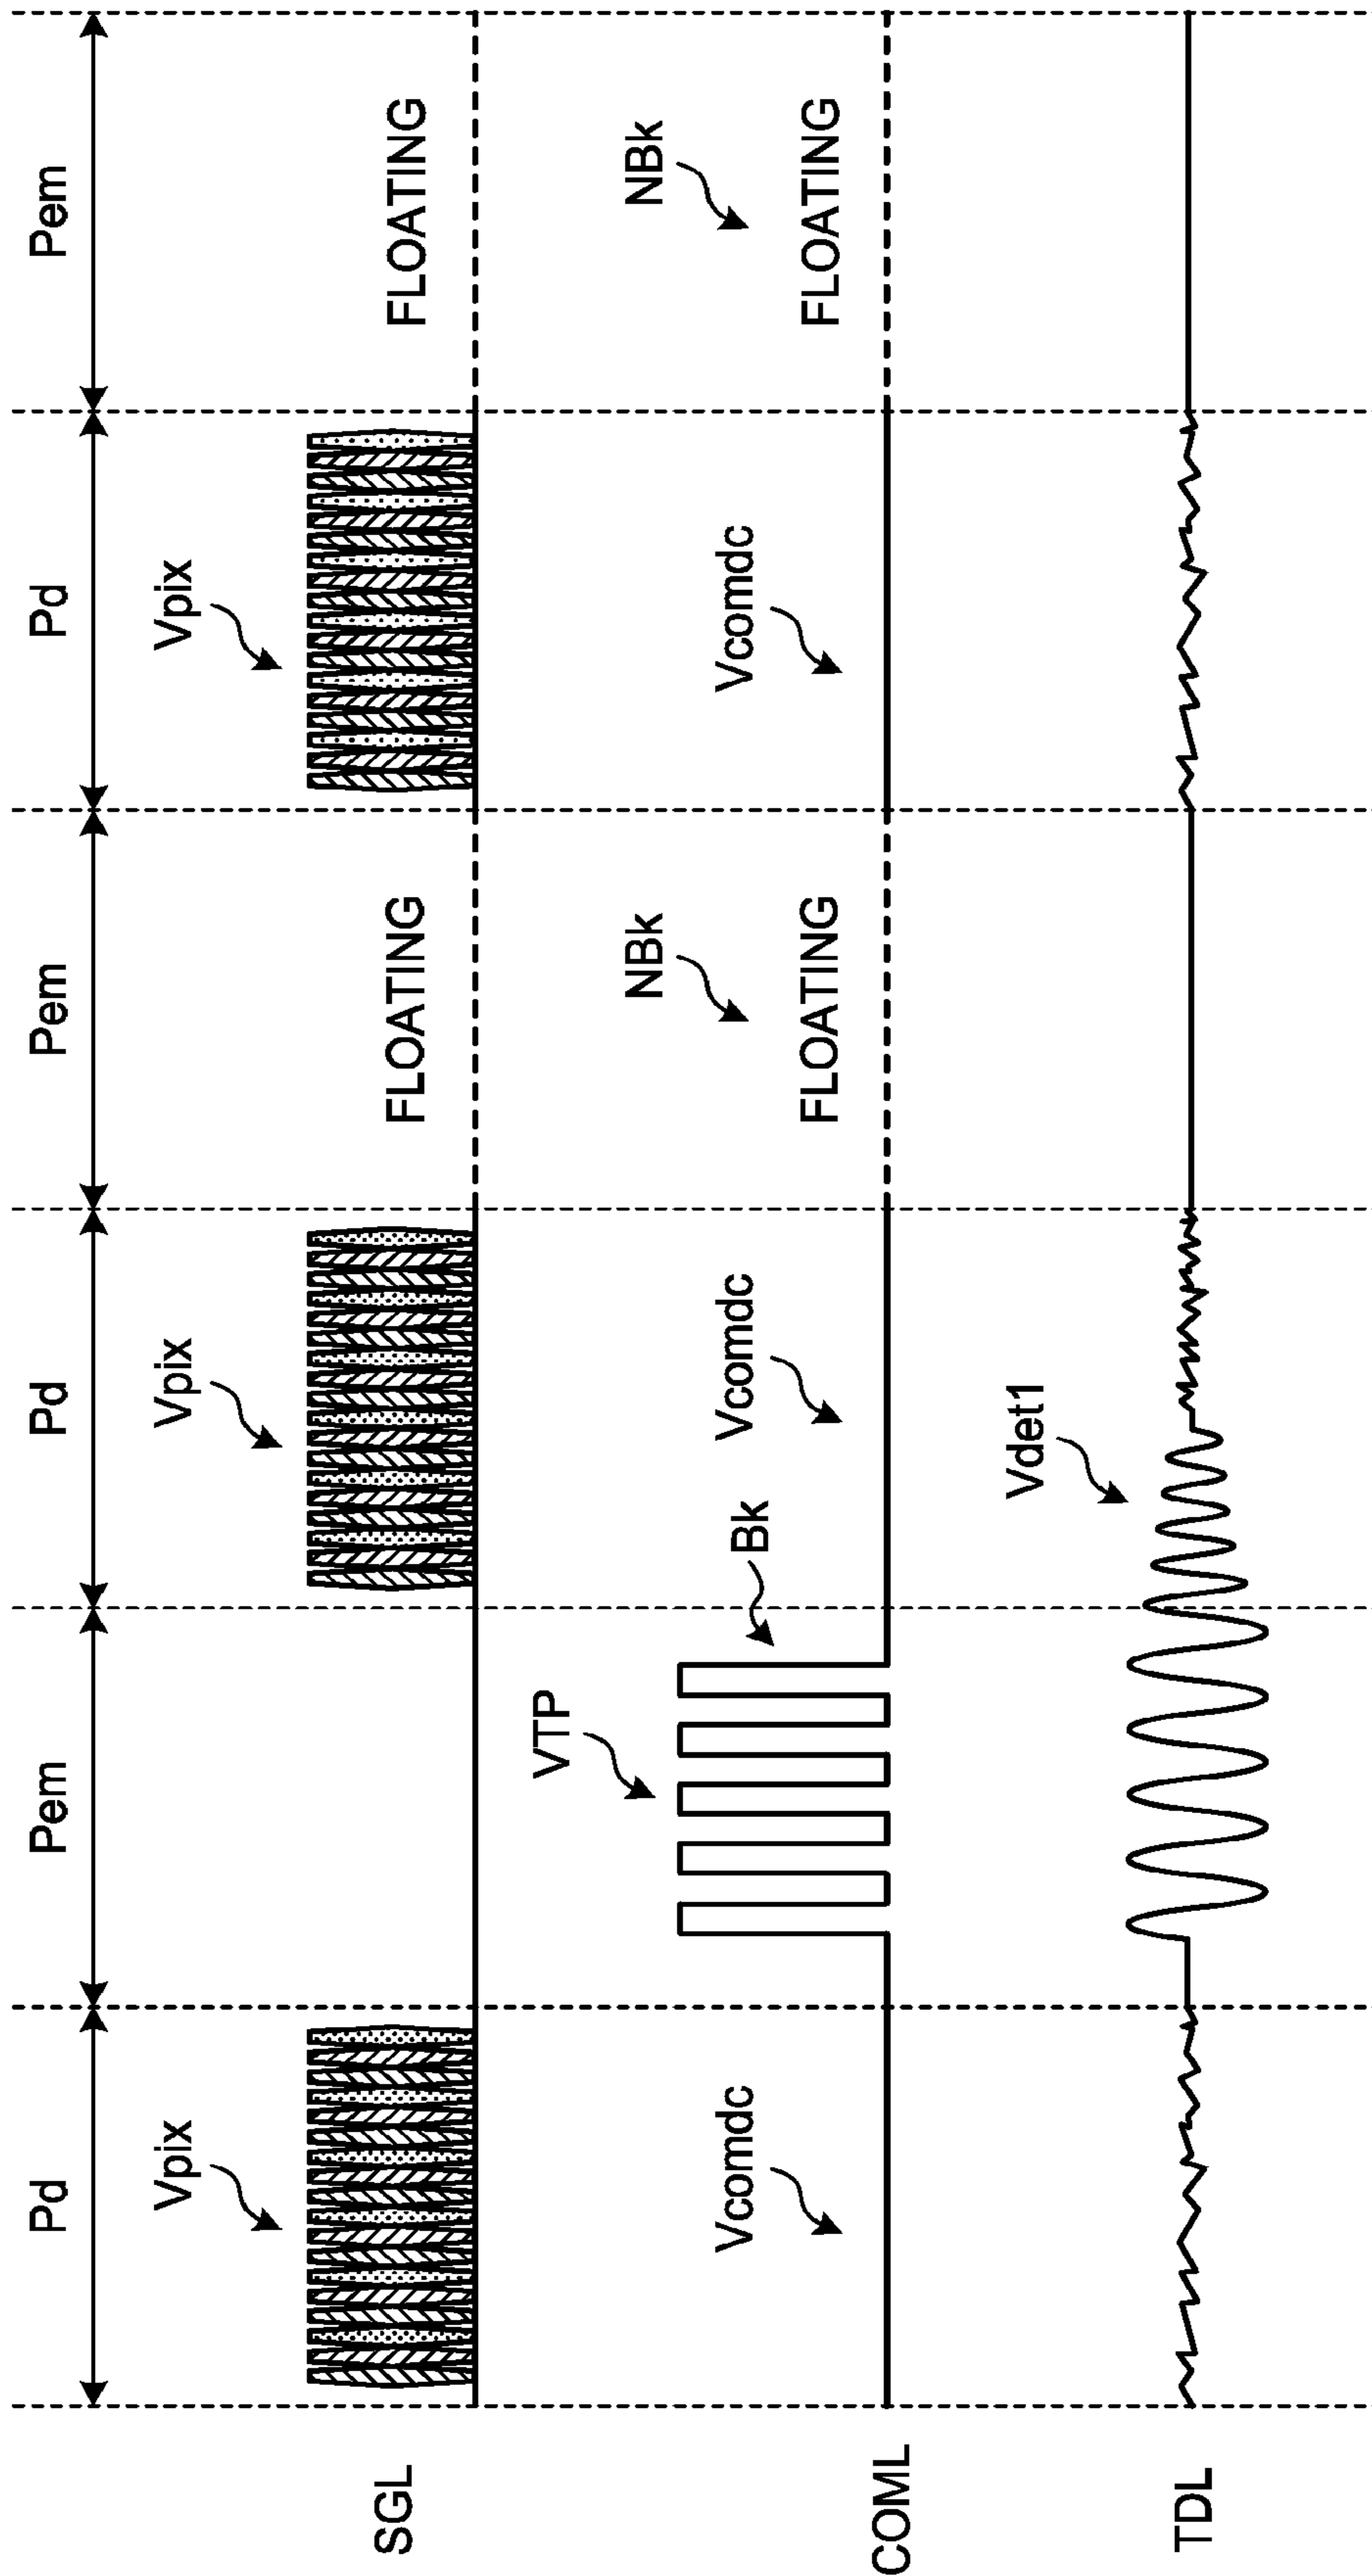 Pd Pem Pd Pem Pd Pem
Vpix Vpix Vpix
SGL FLOATING FLOATING
VTP NBk NBk
Vcomdc Bk Vcomdc Vcomdc
COML FLOATING FLOATING
Vdet1
TDL